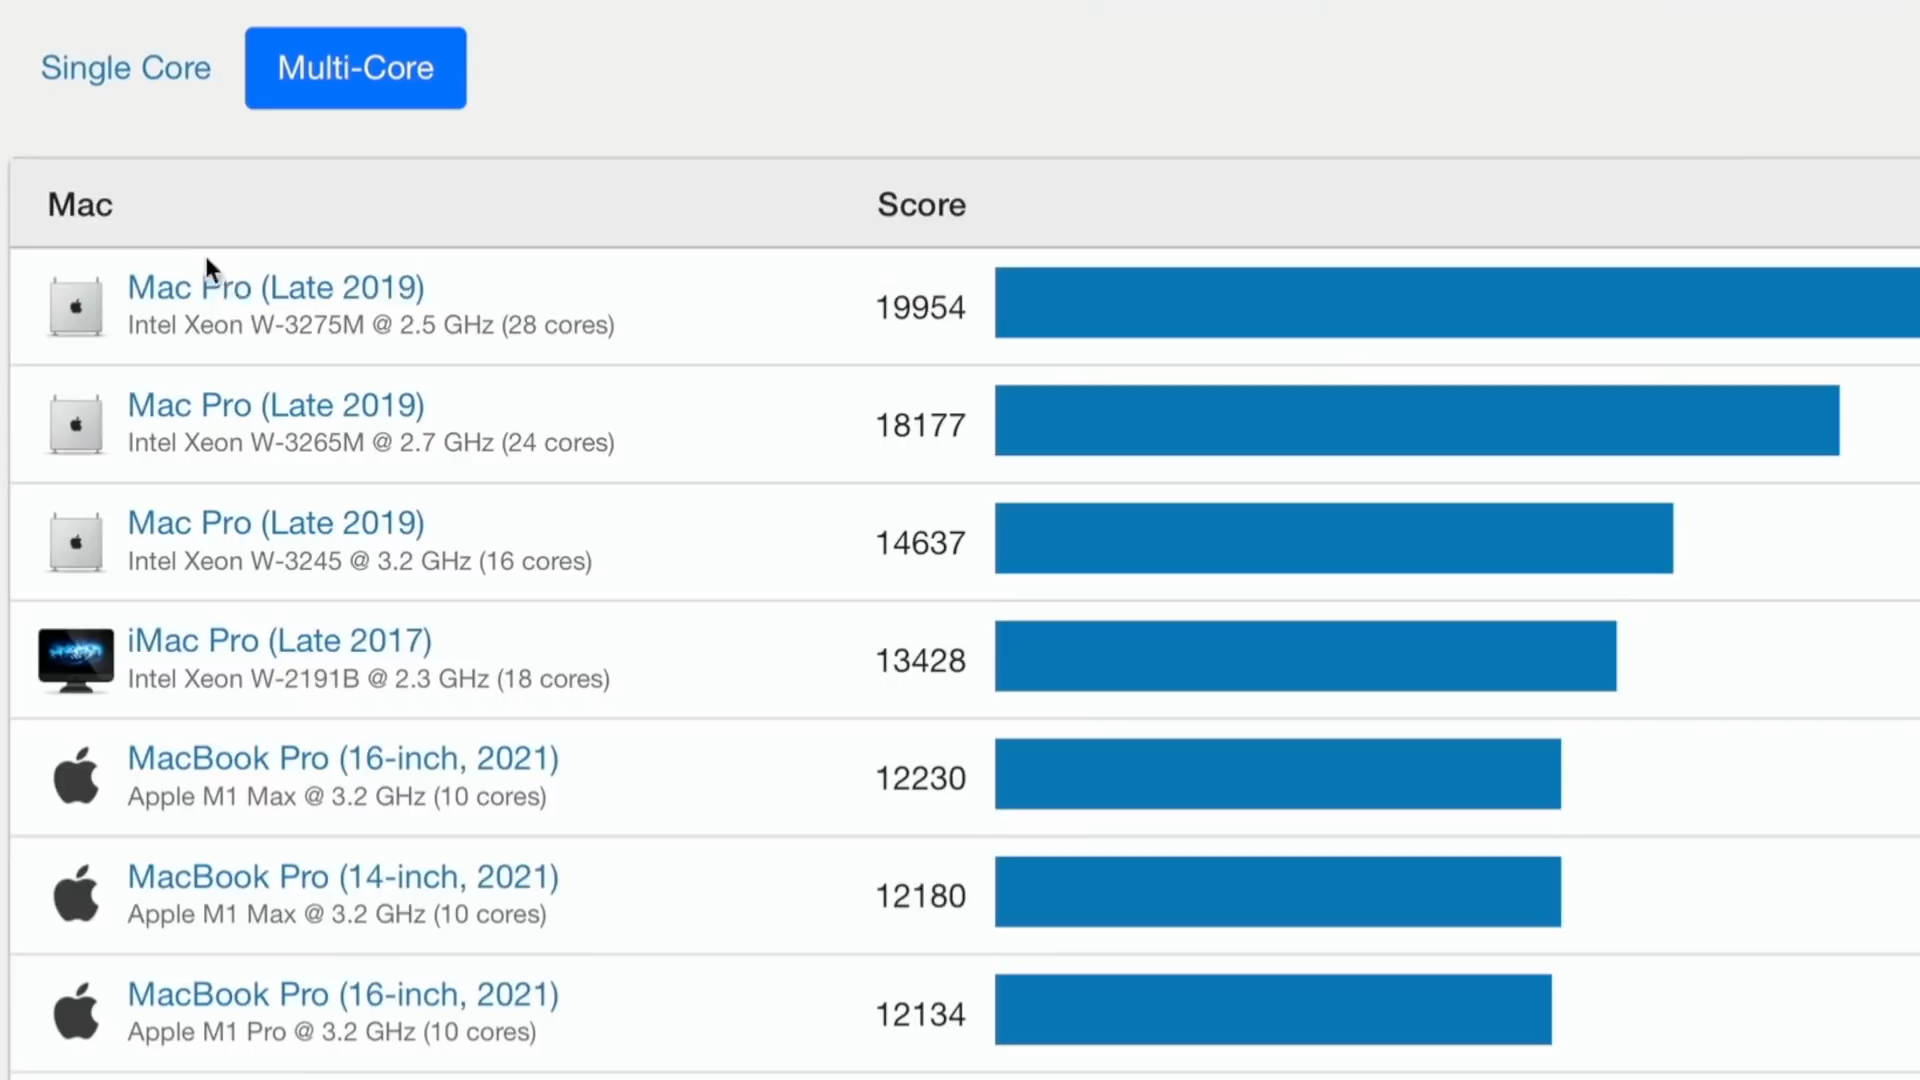 Single Core
Multi-Core
Mac
Score
Mac Pro (Late 2019)
Intel Xeon W-3275M @ 2.5 GHz (28 cores)
19954
Mac Pro (Late 2019)
Intel Xeon W-3265M @ 2.7 GHz (24 cores)
18177
Mac Pro (Late 2019)
Intel Xeon W-3245 @ 3.2 GHz (16 cores)
14637
iMac Pro (Late 2017)
Intel Xeon W-2191B @ 2.3 GHz (18 cores)
13428
MacBook Pro (16-inch, 2021)
Apple M1 Max @ 3.2 GHz (10 cores)
12230
MacBook Pro (14-inch, 2021)
Apple M1 Max @ 3.2 GHz (10 cores)
12180
MacBook Pro (16-inch, 2021)
Apple M1 Pro @ 3.2 GHz (10 cores)
12134